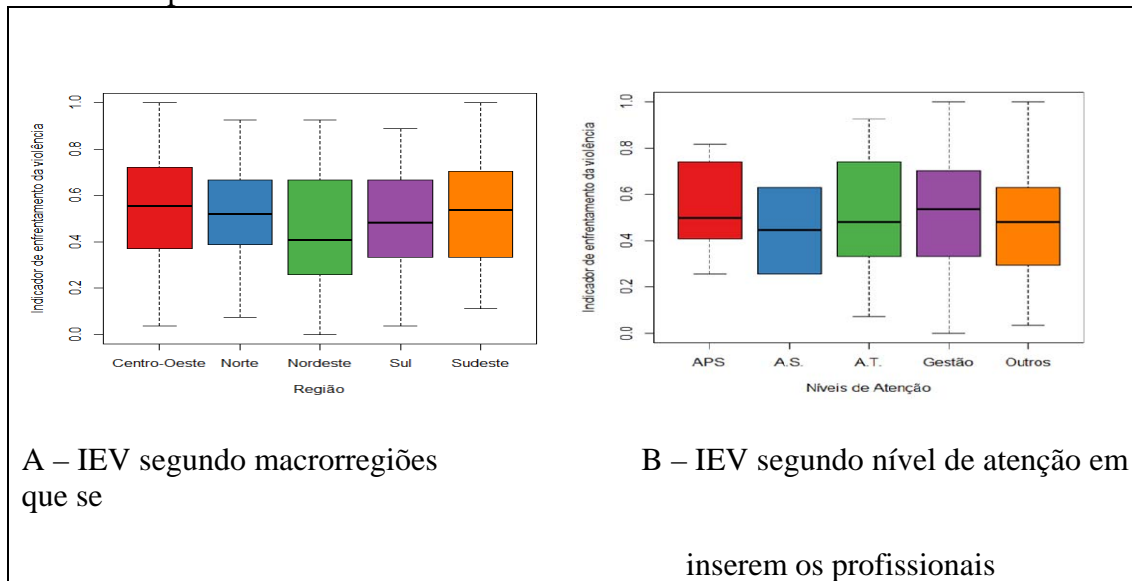 Indicador de enfrentamento da violência
1.0
0.8
0.6
0.4
0.2
0.0
Centro-Oeste Norte Nordeste Sul Sudeste
Região
Indicador de enfrentamento da violência
1.0
0.8
0.6
0.4
0.2
0.0
APS A.S. A.T. Gestão Outros
Níveis de Atenção
A – IEV segundo macrorregiões
que se
B – IEV segundo nível de atenção em
inserem os profissionais